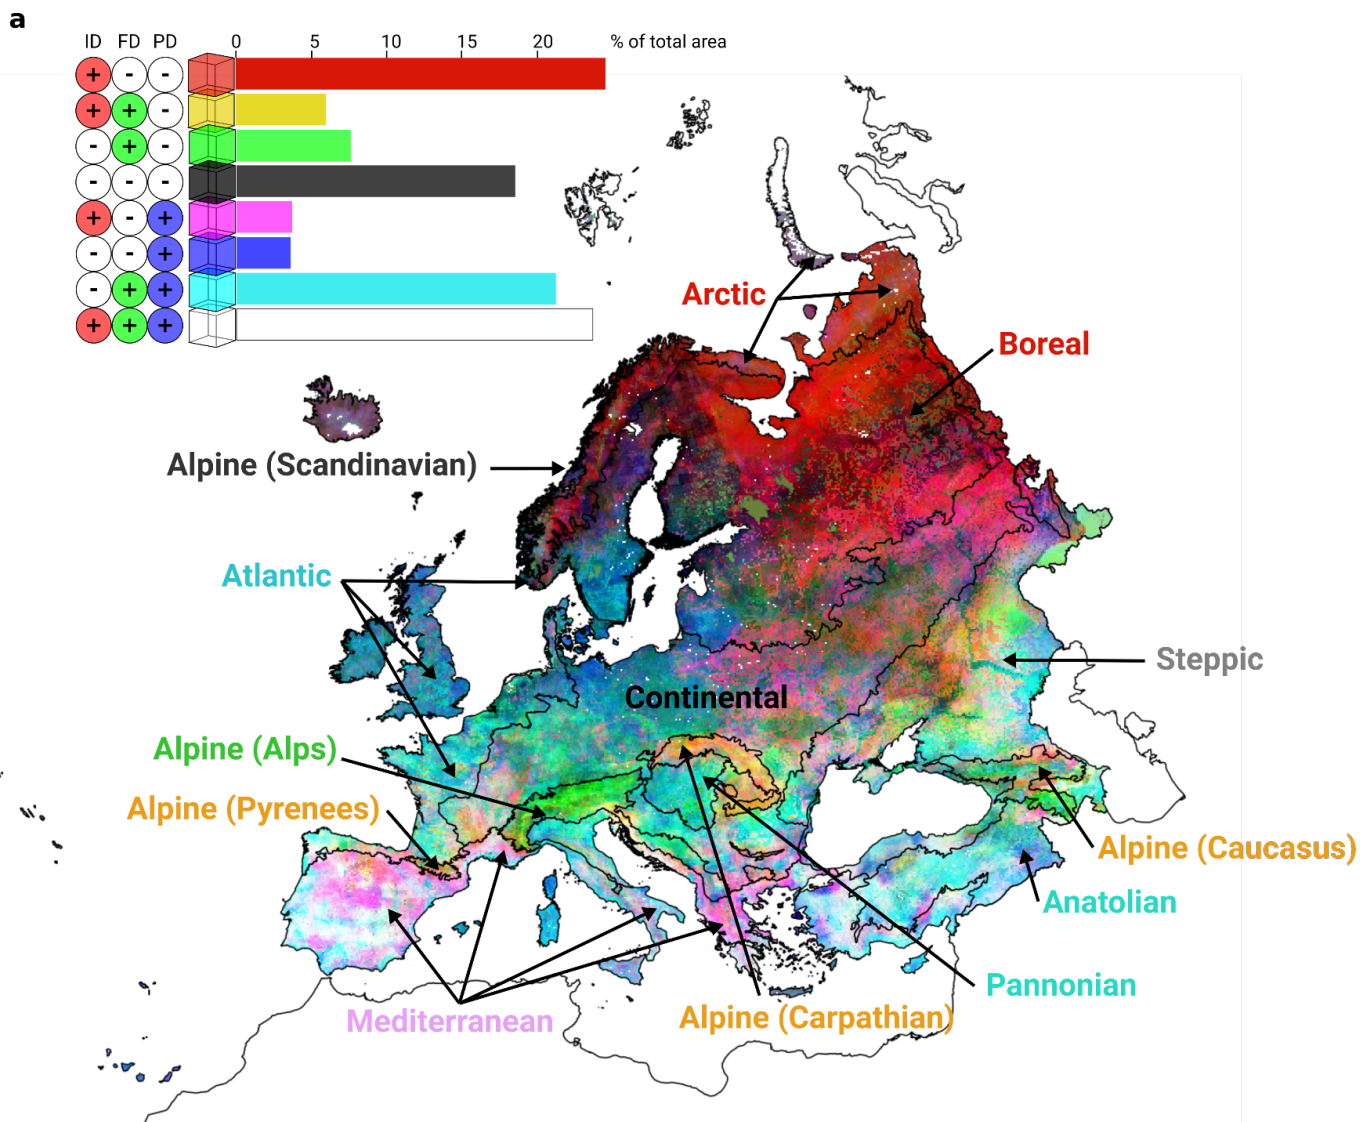 a
ID FD PD 0 5 10 15 20 % of total area
+ - -
+ + -
- + -
- - -
+ - +
- - +
- + +
+ + +
Arctic
Boreal
Alpine (Scandinavian)
Atlantic
Steppic
Continental
Alpine (Alps)
Alpine (Pyrenees)
Alpine (Caucasus)
Anatolian
Pannonian
Mediterranean
Alpine (Carpathian)